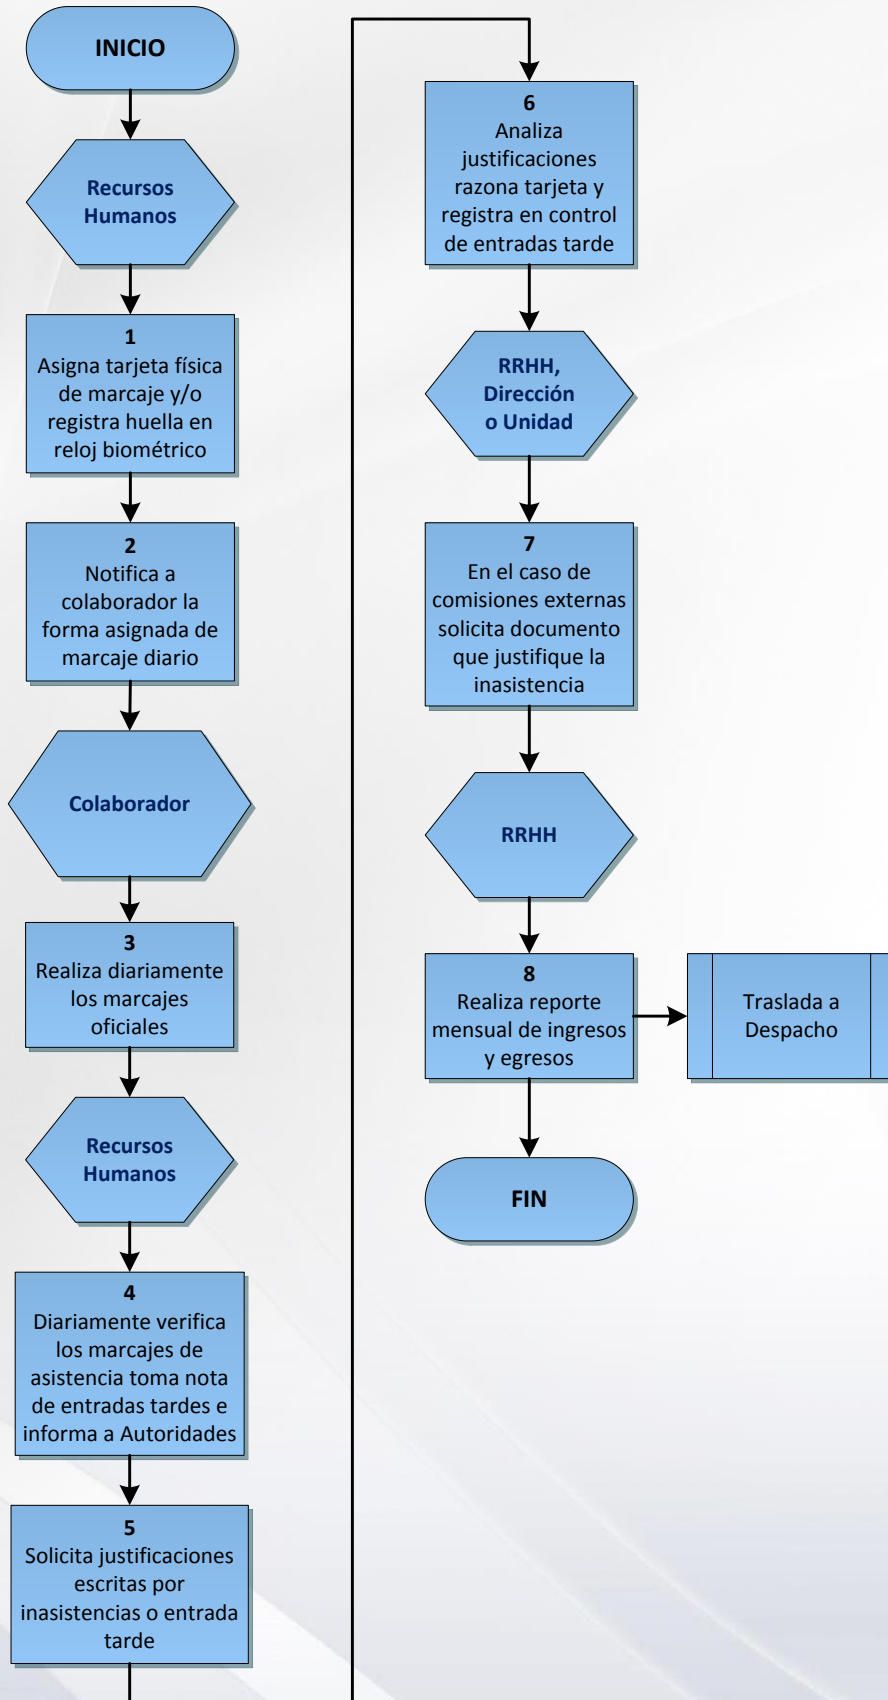 INICIO
Recursos
Humanos
1
Asigna tarjeta física
de marcaje y/o
registra huella en
reloj biométrico
2
Notifica a
colaborador la
forma asignada de
marcaje diario
Colaborador
3
Realiza diariamente
los marcajes
oficiales
Recursos
Humanos
4
Diariamente verifica
los marcajes de
asistencia toma nota
de entradas tardes e
informa a Autoridades
5
Solicita justificaciones
escritas por
inasistencias o entrada
tarde
6
Analiza
justificaciones
razona tarjeta y
registra en control
de entradas tarde
RRHH,
Dirección
o Unidad
7
En el caso de
comisiones externas
solicita documento
que justifique la
inasistencia
RRHH
8
Realiza reporte
mensual de ingresos
y egresos
Traslada a
Despacho
FIN